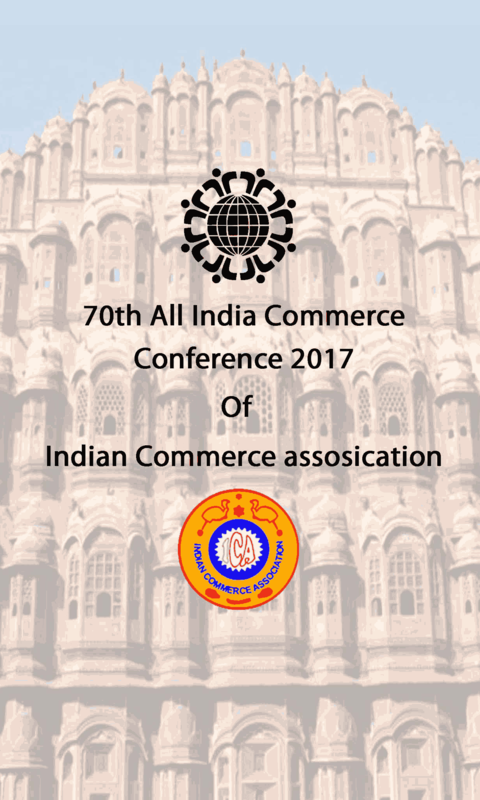 70th All India Commerce
Conference 2017
Of
Indian Commerce assosication
ICA
INDIAN COMMERCE ASSOCIATION